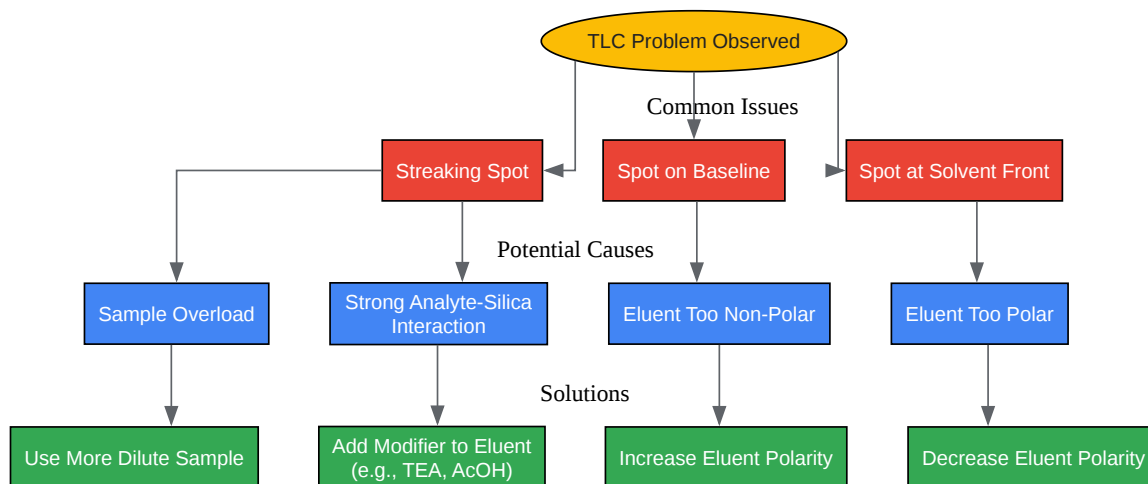 TLC Problem Observed
Common Issues
Streaking Spot
Spot on Baseline
Spot at Solvent Front
Potential Causes
Sample Overload
Strong Analyte-Silica
Interaction
Eluent Too Non-Polar
Eluent Too Polar
Solutions
Use More Dilute Sample
Add Modifier to Eluent
(e.g., TEA, AcOH)
Increase Eluent Polarity
Decrease Eluent Polarity